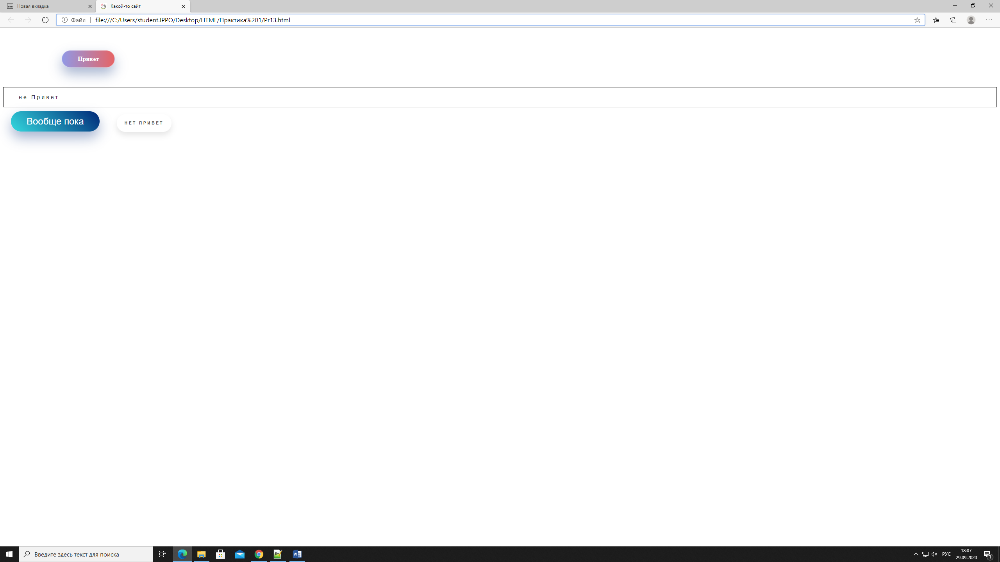 Новая вкладка
Какой-то сайт
Файл
file:///C:/Users/student.IPPO/Desktop/HTML/Практика%201/Pr13.html
Привет
не Привет
Вообще пока
НЕТ ПРИВЕТ
Введите здесь текст для поиска
РУС
18:07
29.09.2020
1